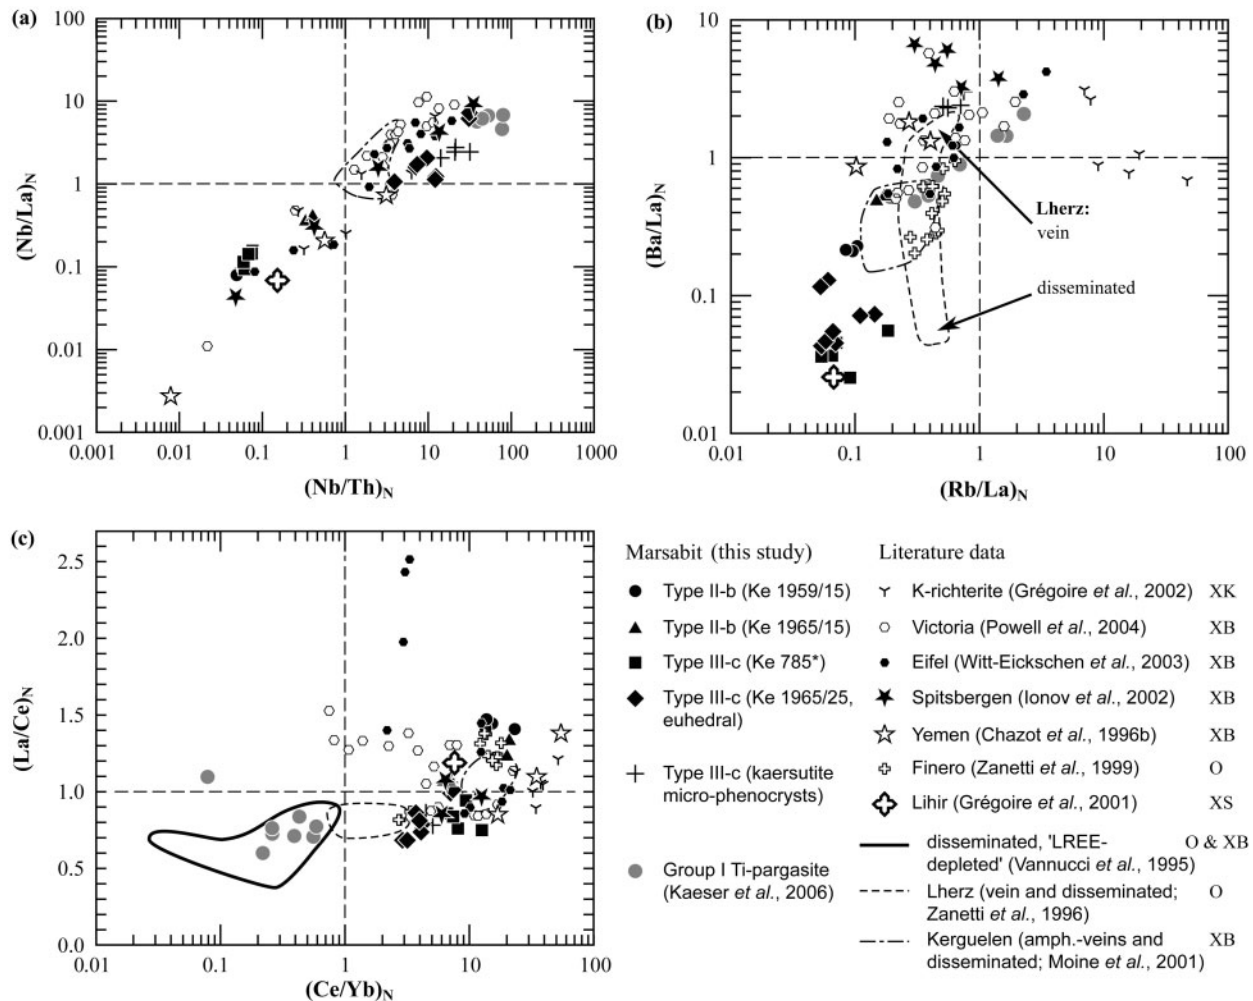 (a)
100
10
1
0.1
0.01
0.001
(Nb/La)N
0.001 0.01 0.1 1 10 100 1000
(Nb/Th)N
(b)
10
1
0.1
0.01
(Ba/La)N
Lherz:
vein
disseminated
0.01 0.1 1 10 100
(Rb/La)N
(c)
2.5
2.0
1.5
1.0
0.5
0.0
(La/Ce)N
0.01 0.1 1 10 100
(Ce/Yb)N
Marsabit (this study)
Type II-b (Ke 1959/15)
Type II-b (Ke 1965/15)
Type III-c (Ke 785*)
Type III-c (Ke 1965/25,
euhedral)
Type III-c (kaersutite
micro-phenocrysts)
Group I Ti-pargasite
(Kaeser et al., 2006)
Literature data
K-richterite (Grégoire et al., 2002) XK
Victoria (Powell et al., 2004) XB
Eifel (Witt-Eickschen et al., 2003) XB
Spitsbergen (Ionov et al., 2002) XB
Yemen (Chazot et al., 1996b) XB
Finero (Zanetti et al., 1999) O
Lihir (Grégoire et al., 2001) XS
disseminated, 'LREE- O & XB
depleted' (Vannucci et al., 1995)
Lherz (vein and disseminated; O
Zanetti et al., 1996)
Kerguelen (amph.-veins and XB
disseminated; Moine et al., 2001)